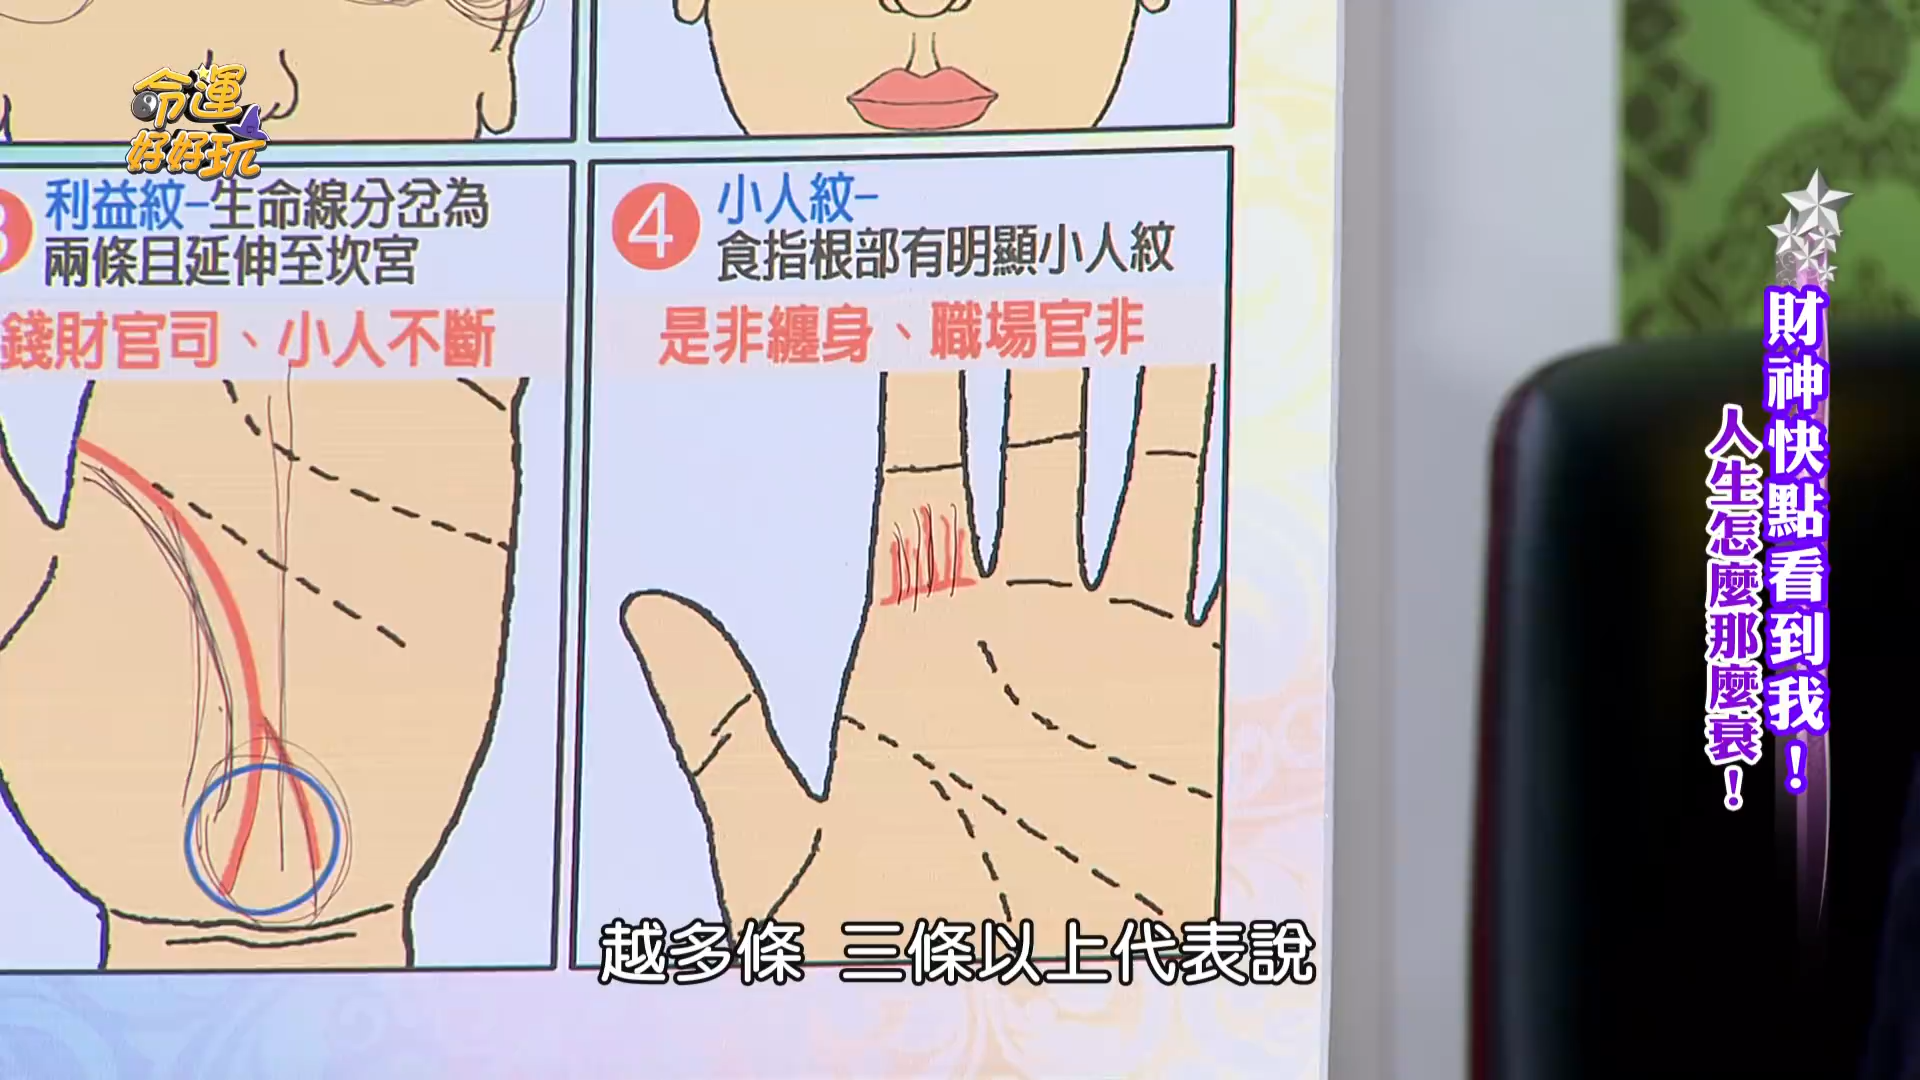 命運
好好玩
3 利益紋-生命線分岔為
兩條且延伸至坎宮
錢財官司、小人不斷
4 小人紋-
食指根部有明顯小人紋
是非纏身、職場官非
財神快點看到我！
人生怎麼那麼衰！
越多條 三條以上代表說